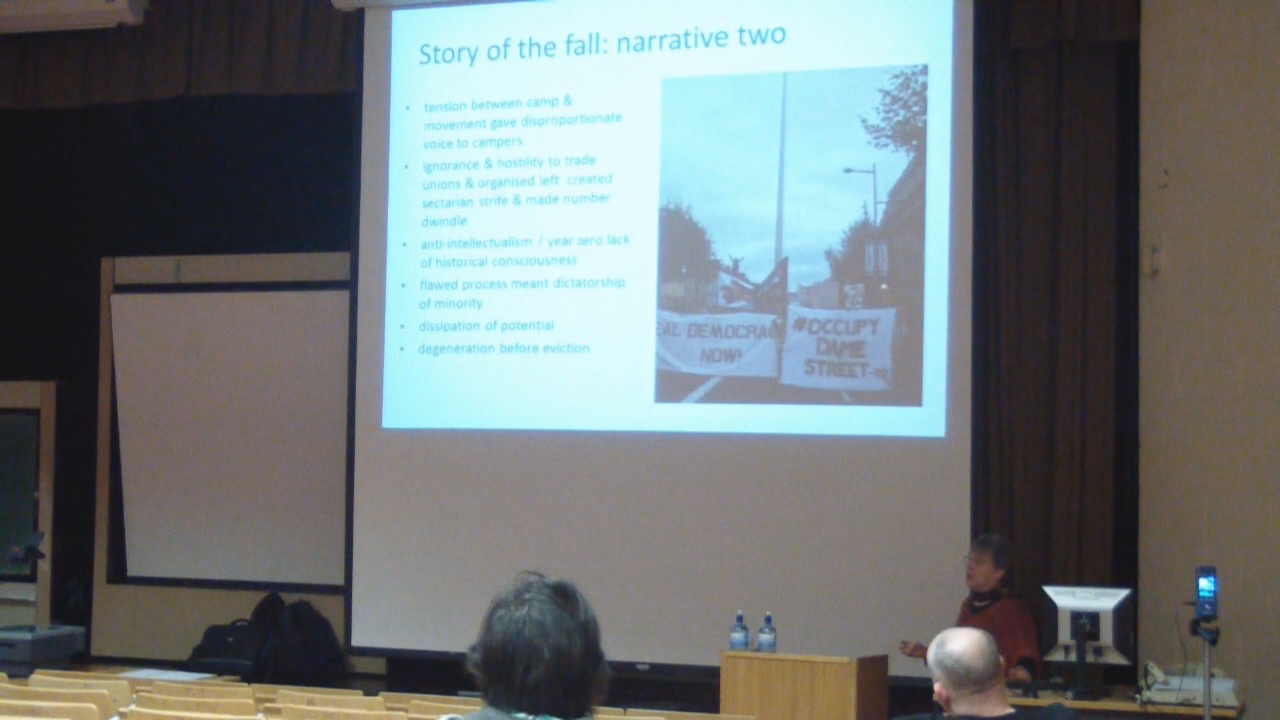 Story of the fall: narrative two
• tension between camp &
movement gave disproportionate
voice to campers
• ignorance & hostility to trade
unions & organised left created
sectarian strife & made number
dwindle
• anti-intellectualism / year zero lack
of historical consciousness
• flawed process meant dictatorship
of minority
• dissipation of potential
• degeneration before eviction
EAL DEMOCRAC
NOW!
#OCCUPY
DAME
STREET